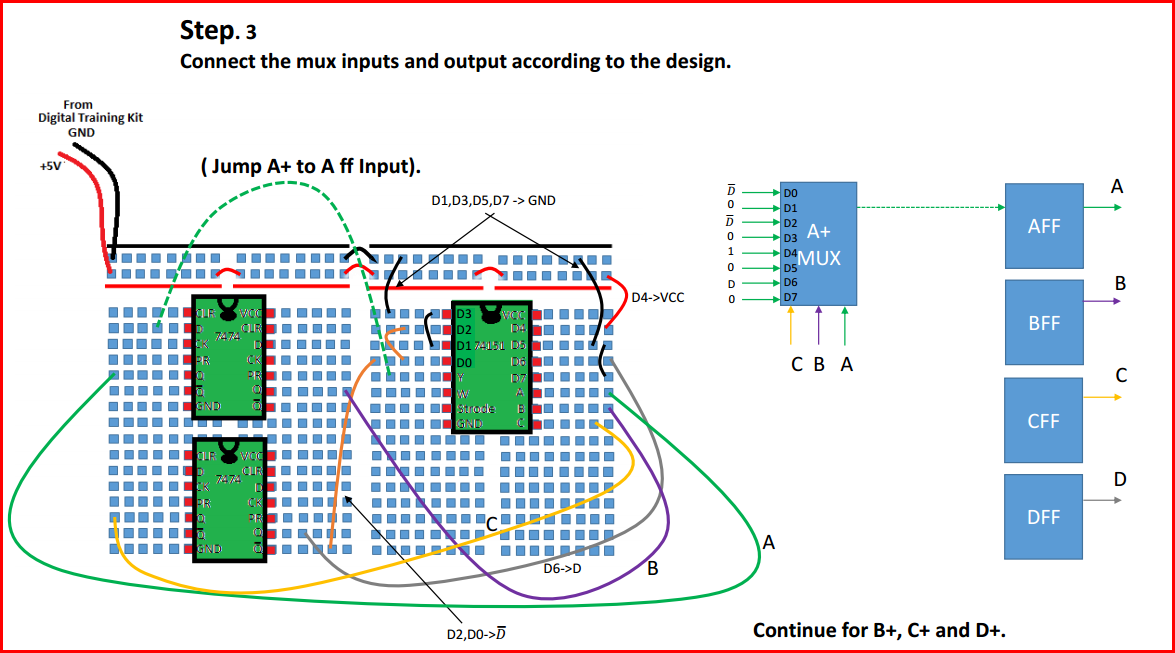 Step. 3
Connect the mux inputs and output according to the design.
From
Digital Training Kit
GND
+5V
( Jump A+ to A ff Input).
D1,D3,D5,D7 -> GND
D4->VCC
CLR VCC
D CLR
7474
CK D
PR CK
Q PR
Q̅ Q
GND Q̅
CLR VCC
D CLR
7474
CK D
PR CK
Q PR
Q̅ Q
GND Q̅
D3 VCC
D2 D4
D1 74151 D5
D0 D6
Y D7
W A
Strode B
GND C
C
A
B
D6->D
D2,D0->D̅
D̅ D0
0 D1
D̅ D2
0 D3
1 D4
0 D5
D D6
0 D7
A+
MUX
C B A
AFF A
BFF B
CFF C
DFF D
Continue for B+, C+ and D+.